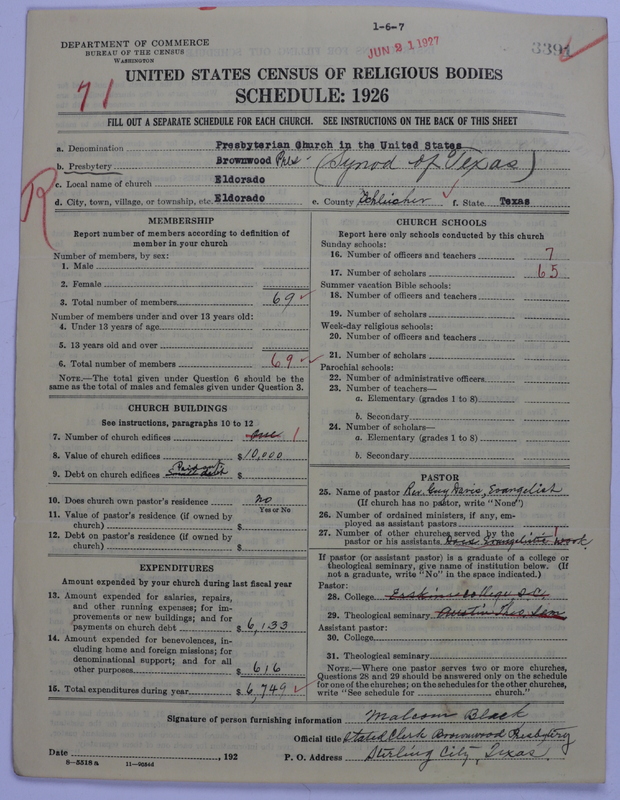 1-6-7
DEPARTMENT OF COMMERCE
BUREAU OF THE CENSUS
WASHINGTON
JUN 21 1927
3391
71
UNITED STATES CENSUS OF RELIGIOUS BODIES
SCHEDULE: 1926
FILL OUT A SEPARATE SCHEDULE FOR EACH CHURCH. SEE INSTRUCTIONS ON THE BACK OF THIS SHEET
a. Denomination Presbyterian Church in the United States
b. Presbytery Brownwood Pres. (Synod of Texas)
c. Local name of church Eldorado
d. City, town, village, or township, etc. Eldorado e. County Schleicher f. State Texas
R
MEMBERSHIP
Report number of members according to definition of
member in your church
Number of members, by sex:
1. Male
2. Female
3. Total number of members 69
Number of members under and over 13 years old:
4. Under 13 years of age
5. 13 years old and over
6. Total number of members 69
NOTE.—The total given under Question 6 should be the
same as the total of males and females given under Question 3.
CHURCH BUILDINGS
See instructions, paragraphs 10 to 12
7. Number of church edifices one 1
8. Value of church edifices $10,000
9. Debt on church edifices Small debt $
10. Does church own pastor's residence no
Yes or No
11. Value of pastor's residence (if owned by
church) $
12. Debt on pastor's residence (if owned by
church) $
EXPENDITURES
Amount expended by your church during last fiscal year
13. Amount expended for salaries, repairs,
and other running expenses; for im-
provements or new buildings; and for
payments on church debt $6,133
14. Amount expended for benevolences, in-
cluding home and foreign missions; for
denominational support; and for all
other purposes $616
15. Total expenditures during year $6,749
CHURCH SCHOOLS
Report here only schools conducted by this church
Sunday schools:
16. Number of officers and teachers 7
17. Number of scholars 65
Summer vacation Bible schools:
18. Number of officers and teachers
19. Number of scholars
Week-day religious schools:
20. Number of officers and teachers
21. Number of scholars
Parochial schools:
22. Number of administrative officers
23. Number of teachers—
a. Elementary (grades 1 to 8)
b. Secondary
24. Number of scholars—
a. Elementary (grades 1 to 8)
b. Secondary
PASTOR
25. Name of pastor Rev. Guy Davis, Evangelist
(If church has no pastor, write "None")
26. Number of ordained ministers, if any, em-
ployed as assistant pastors
27. Number of other churches served by the
pastor or his assistants Does Evangelistic Work
If pastor (or assistant pastor) is a graduate of a college or
theological seminary, give name of institution below. (If
not a graduate, write "No" in the space indicated.)
Pastor:
28. College Erskine College, S.C.
29. Theological seminary Austin Theo. Sem
Assistant pastor:
30. College
31. Theological seminary
NOTE.—Where one pastor serves two or more churches,
Questions 28 and 29 should be answered only on the schedule
for one of the churches; on the schedules for the other churches,
write "See schedule for church."
Signature of person furnishing information Malcom Black
Official title Stated Clerk Brownwood Presbytery
Date , 192 P. O. Address Sterling City, Texas.
8-5518a 11-9054d